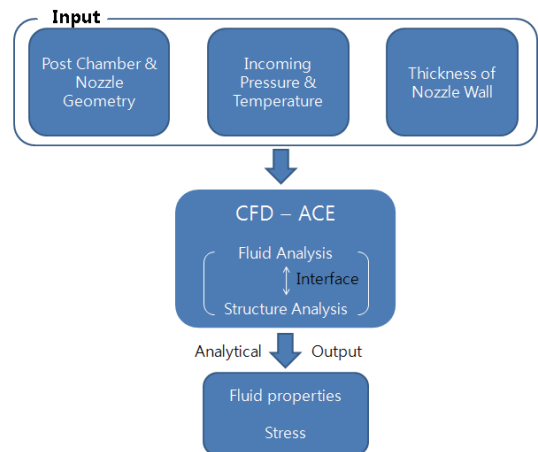 Input
Post Chamber &
Nozzle
Geometry
Incoming
Pressure &
Temperature
Thickness of
Nozzle Wall
CFD – ACE
Fluid Analysis
Interface
Structure Analysis
Analytical Output
Fluid properties
Stress